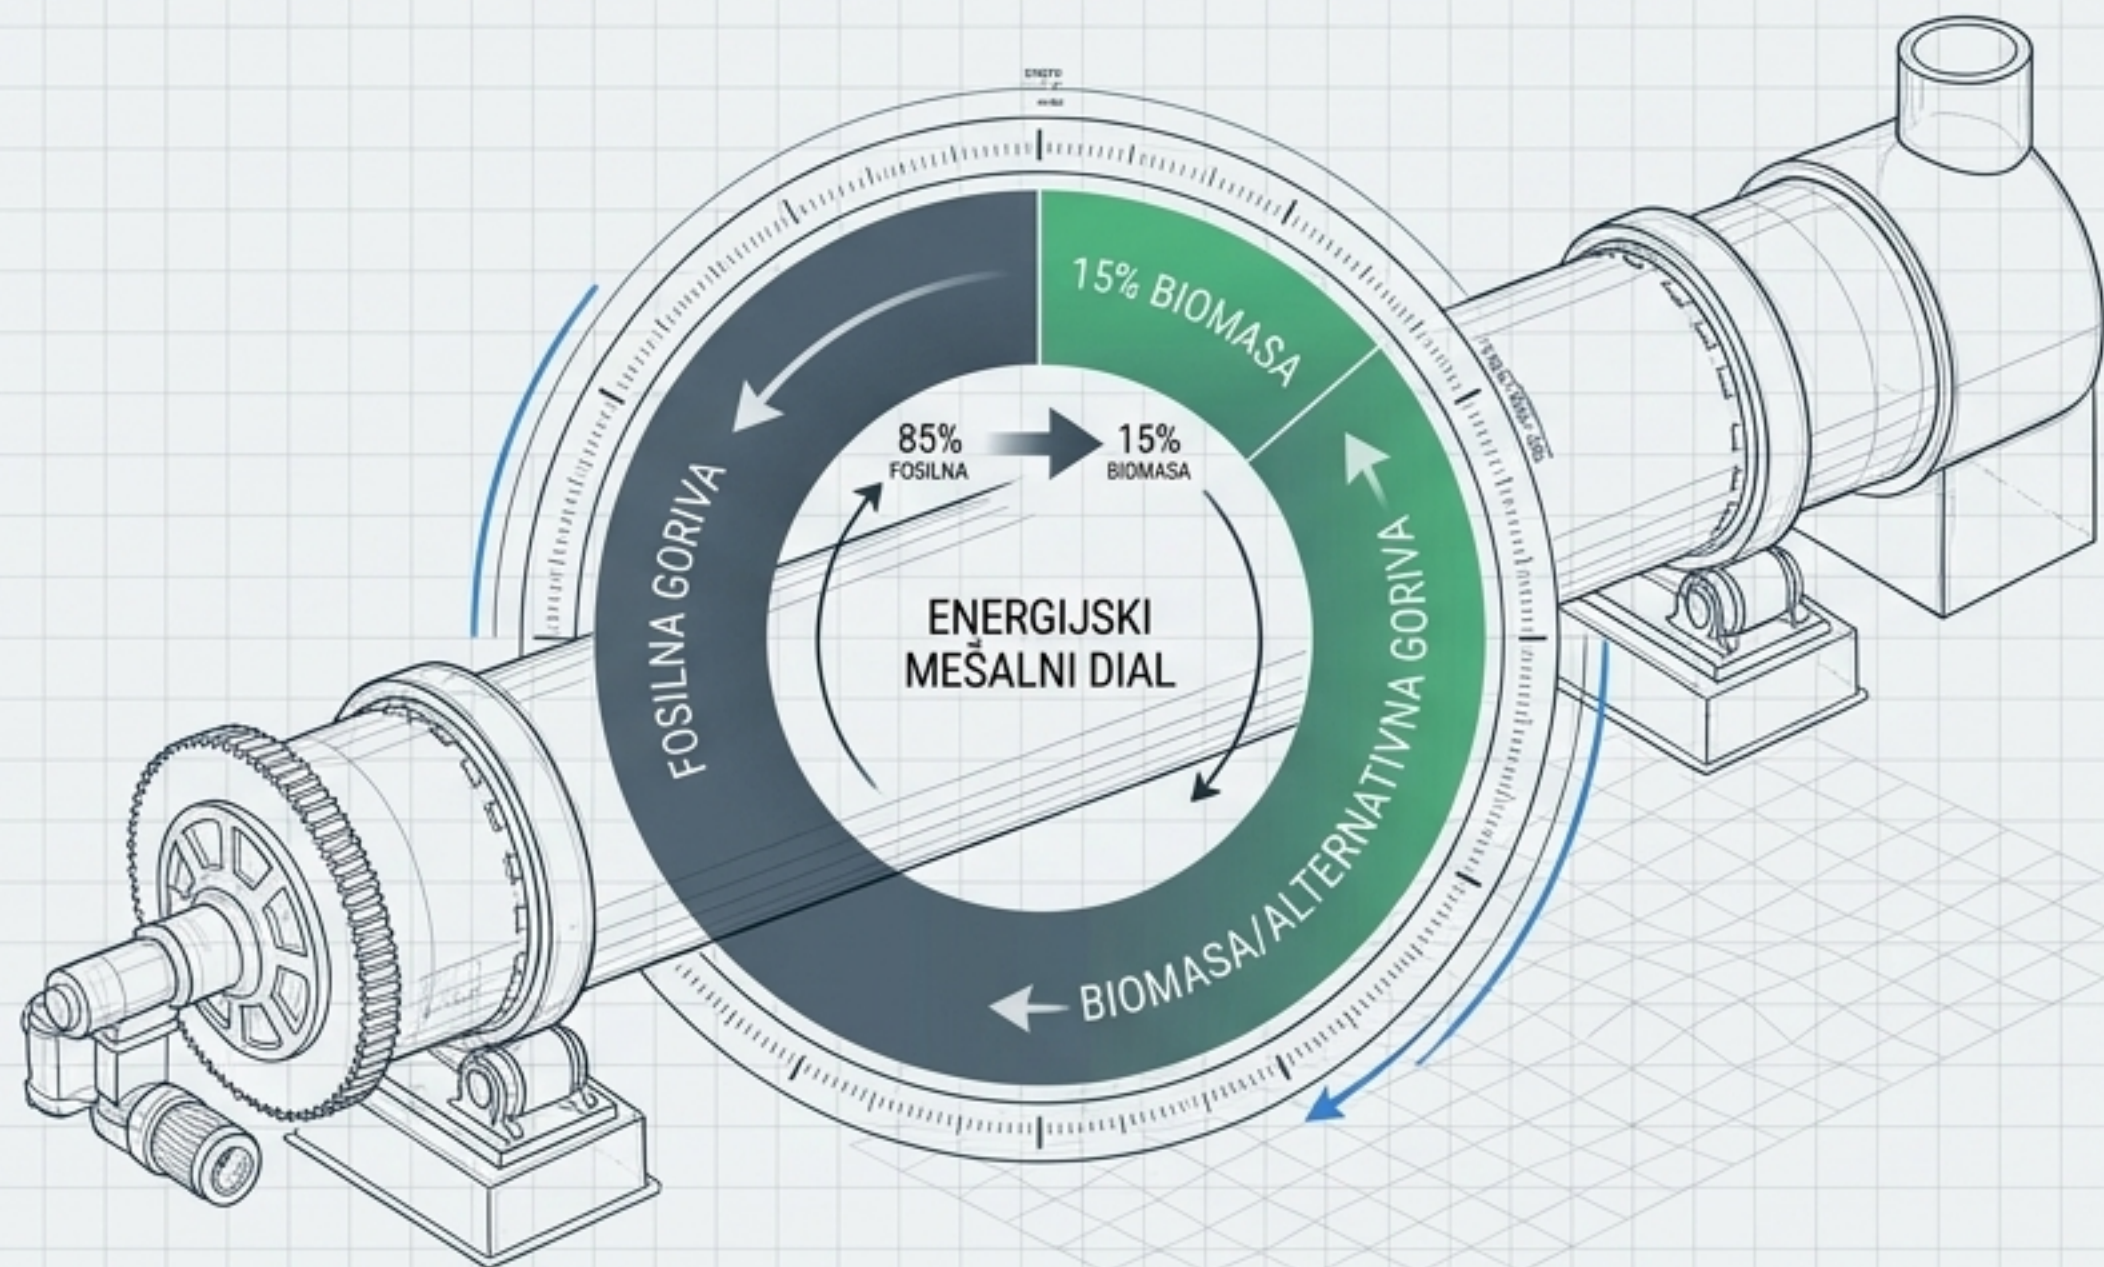 15% BIOMASA
85%
FOSILNA
15%
BIOMASA
FOSILNA GORIVA
ENERGIJSKI
MEŠALNI DIAL
BIOMASA/ALTERNATIVNA GORIVA